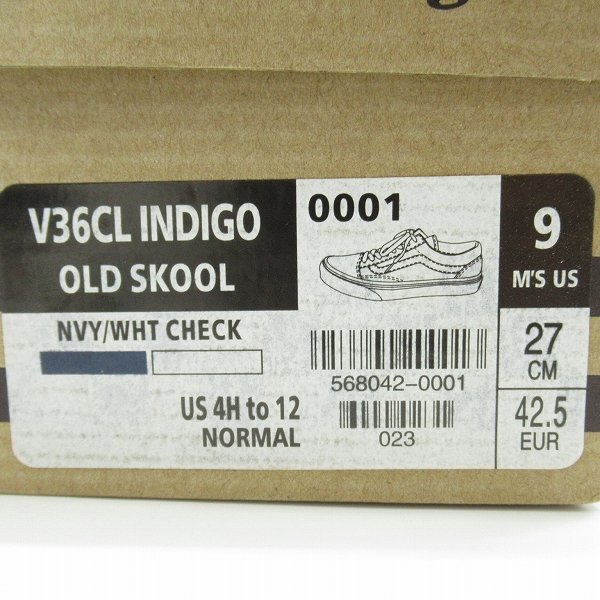 V36CL INDIGO
OLD SKOOL
NVY/WHT CHECK
US 4H to 12
NORMAL
0001
568042-0001
023
9
M'S US
27
CM
42.5
EUR